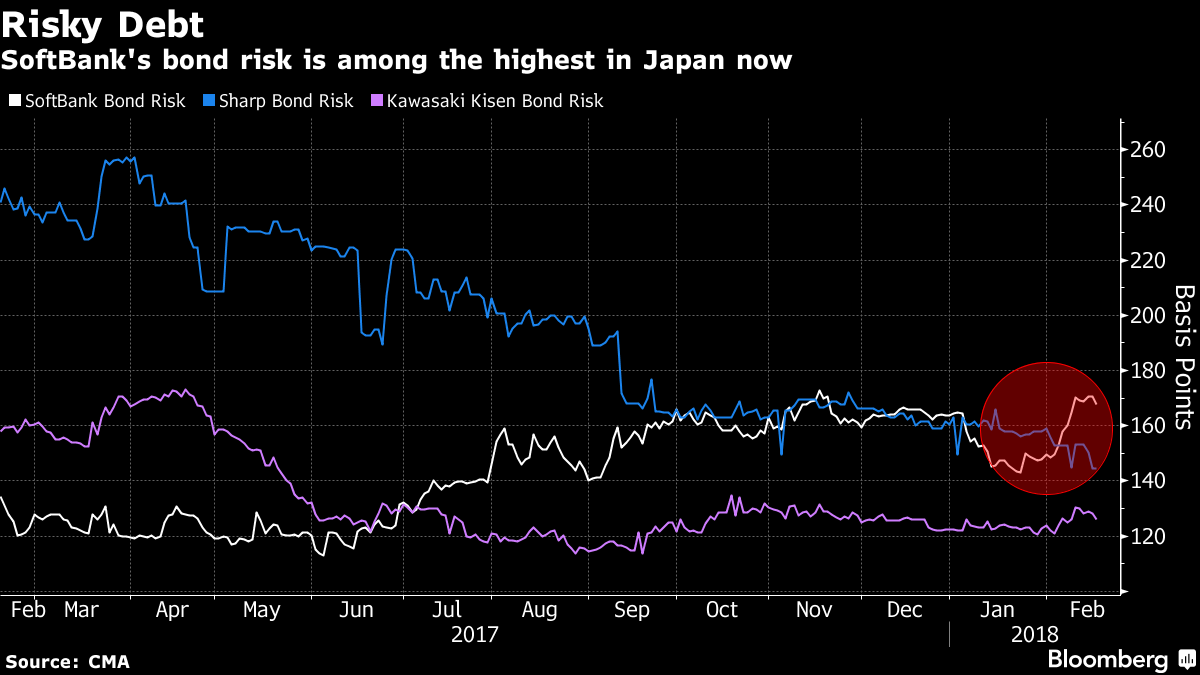 Risky Debt
SoftBank's bond risk is among the highest in Japan now
SoftBank Bond Risk Sharp Bond Risk Kawasaki Kisen Bond Risk
260
240
220
200
180
160
140
120
Basis Points
Feb Mar Apr May Jun Jul Aug Sep Oct Nov Dec Jan Feb
2017 2018
Source: CMA
Bloomberg